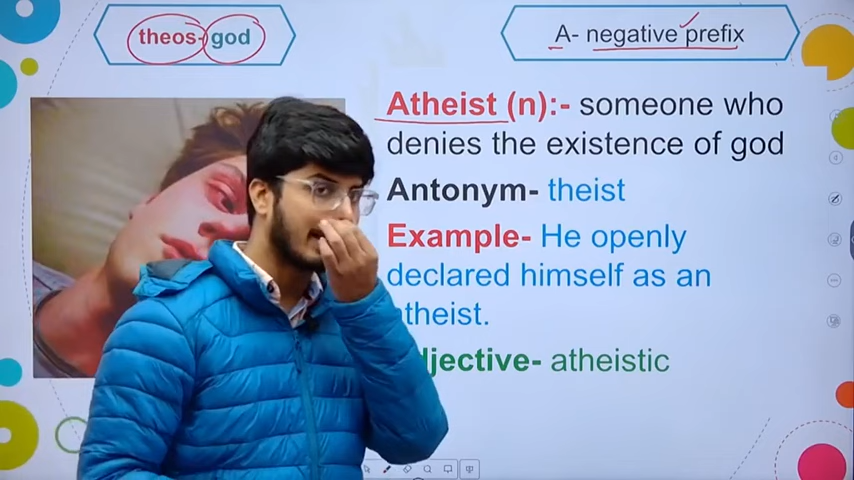 theos- god
A- negative prefix
Atheist (n):- someone who
denies the existence of god
Antonym- theist
Example- He openly
declared himself as an
atheist.
Adjective- atheistic